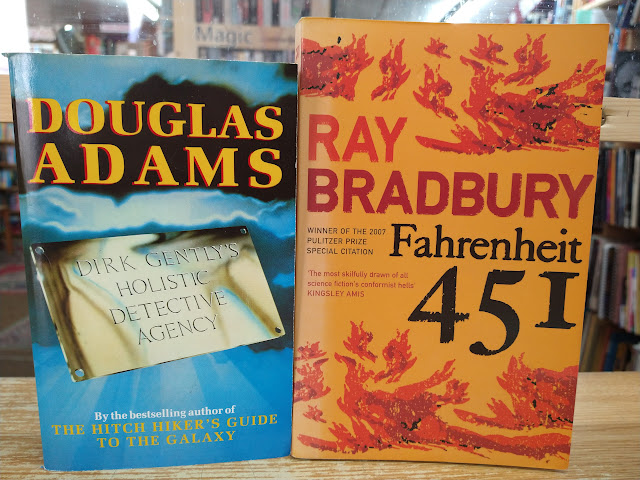 Magic
DOUGLAS
ADAMS
DIRK GENTLY'S
HOLISTIC
DETECTIVE
AGENCY
By the bestselling author of
THE HITCH HIKER'S GUIDE
TO THE GALAXY
RAY
BRADBURY
WINNER OF THE 2007
PULITZER PRIZE
SPECIAL CITATION
Fahrenheit
451
'The most skilfully drawn of all
science fiction's conformist hells'
KINGSLEY AMIS